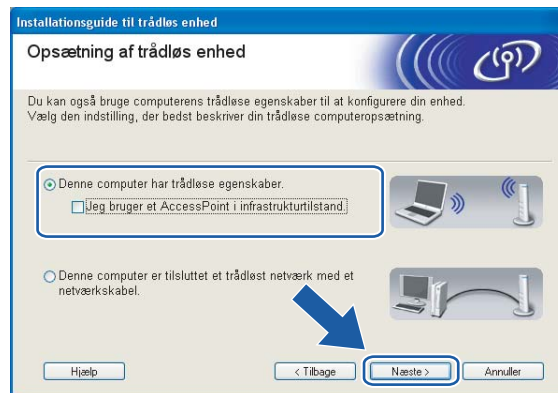 Installationsguide til trådløs enhed
Opsætning af trådløs enhed
Du kan også bruge computerens trådløse egenskaber til at konfigurere din enhed.
Vælg den indstilling, der bedst beskriver din trådløse computeropsætning.
Denne computer har trådløse egenskaber.
Jeg bruger et AccessPoint i infrastrukturtilstand.
Denne computer er tilsluttet et trådløst netværk med et
netværkskabel.
Hjælp
< Tilbage
Næste >
Annuller